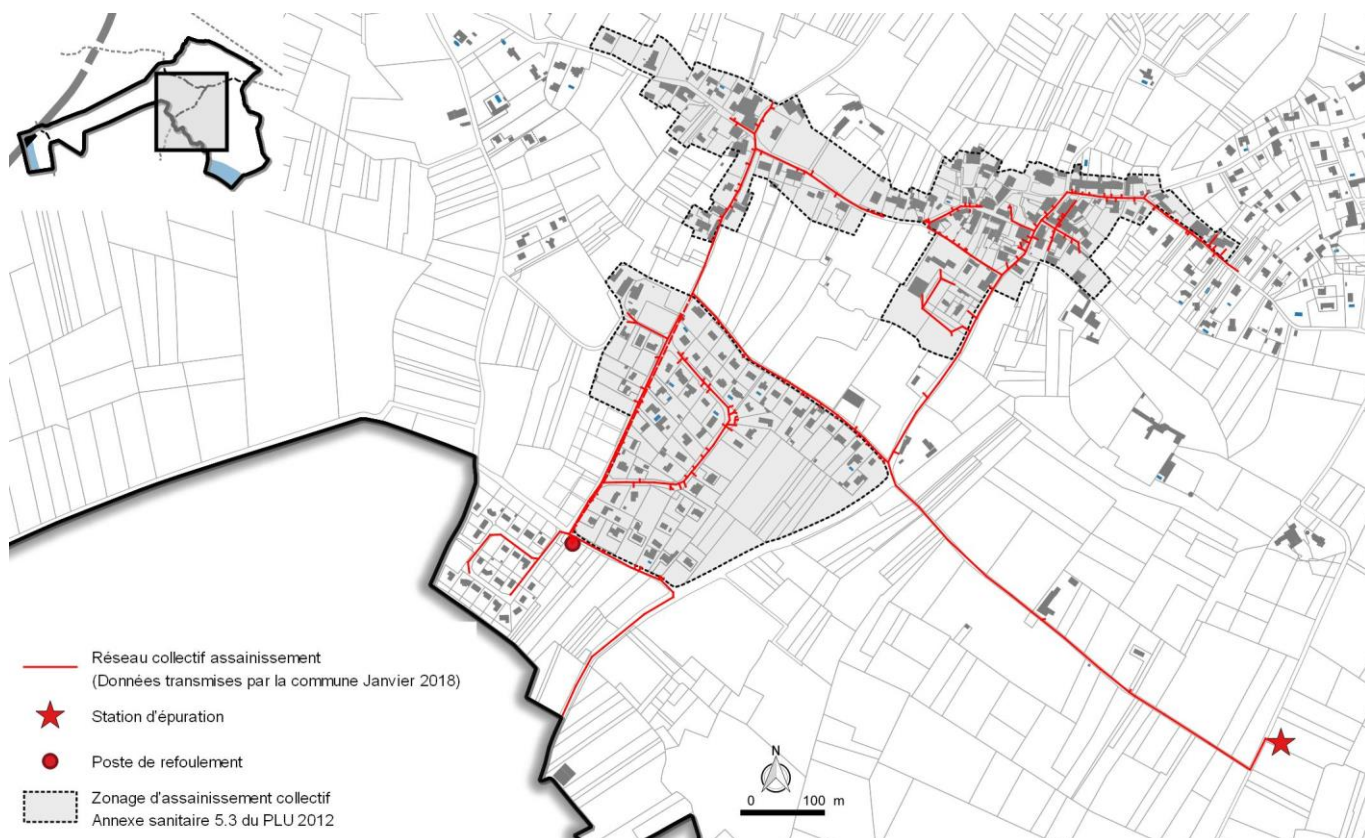 Réseau collectif assainissement
(Données transmises par la commune Janvier 2018)
Station d'épuration
Poste de refoulement
Zonage d'assainissement collectif
Annexe sanitaire 5.3 du PLU 2012
N
0 100 m